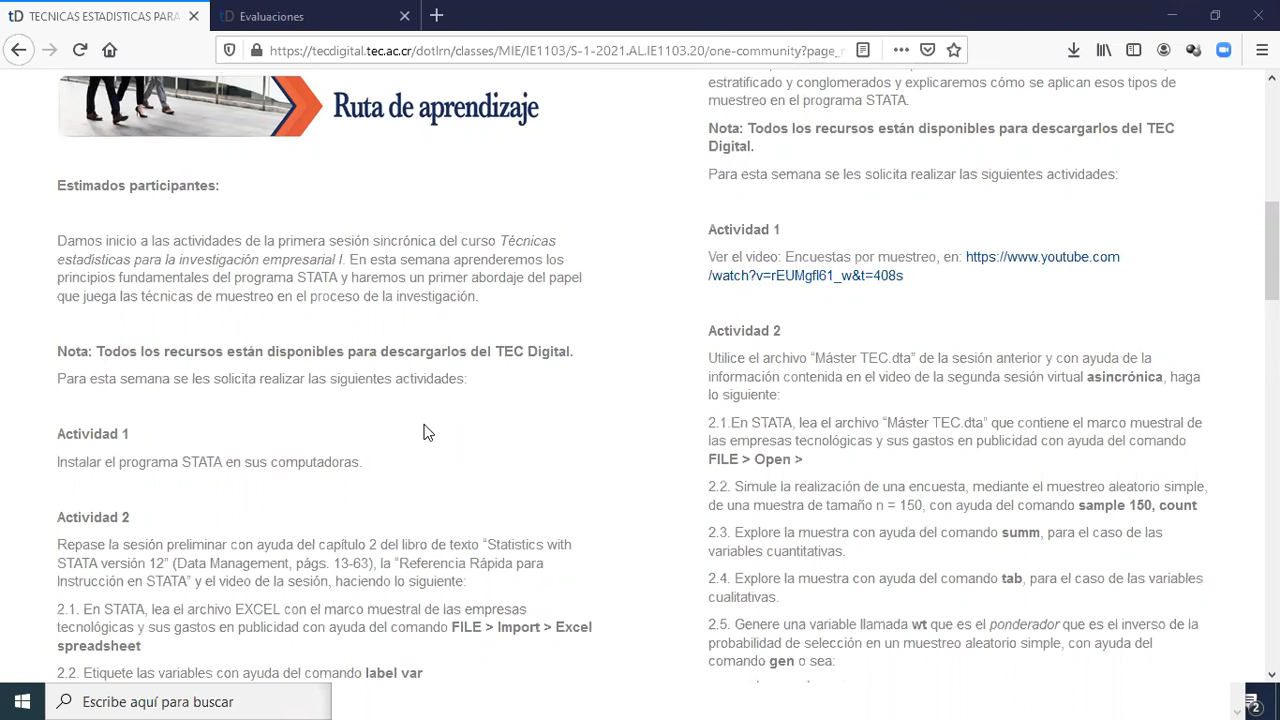 TECNICAS ESTADISTICAS PARA
Evaluaciones
https://tecdigital.tec.ac.cr/dotlrn/classes/MIE/IE1103/S-1-2021.AL.IE1103.20/one-community?page_
Ruta de aprendizaje
Estimados participantes:
Damos inicio a las actividades de la primera sesión sincrónica del curso Técnicas
estadísticas para la investigación empresarial I. En esta semana aprenderemos los
principios fundamentales del programa STATA y haremos un primer abordaje del papel
que juega las técnicas de muestreo en el proceso de la investigación.
Nota: Todos los recursos están disponibles para descargarlos del TEC Digital.
Para esta semana se les solicita realizar las siguientes actividades:
Actividad 1
Instalar el programa STATA en sus computadoras.
Actividad 2
Repase la sesión preliminar con ayuda del capítulo 2 del libro de texto “Statistics with
STATA versión 12” (Data Management, págs. 13-63), la “Referencia Rápida para
Instrucción en STATA” y el video de la sesión, haciendo lo siguiente:
2.1. En STATA, lea el archivo EXCEL con el marco muestral de las empresas
tecnológicas y sus gastos en publicidad con ayuda del comando FILE > Import > Excel
spreadsheet
2.2. Etiquete las variables con ayuda del comando label var
estratificado y conglomerados y explicaremos cómo se aplican esos tipos de
muestreo en el programa STATA.
Nota: Todos los recursos están disponibles para descargarlos del TEC
Digital.
Para esta semana se les solicita realizar las siguientes actividades:
Actividad 1
Ver el video: Encuestas por muestreo, en: https://www.youtube.com
/watch?v=rEUMgfl61_w&t=408s
Actividad 2
Utilice el archivo “Máster TEC.dta” de la sesión anterior y con ayuda de la
información contenida en el video de la segunda sesión virtual asincrónica, haga
lo siguiente:
2.1.En STATA, lea el archivo “Máster TEC.dta” que contiene el marco muestral de
las empresas tecnológicas y sus gastos en publicidad con ayuda del comando
FILE > Open >
2.2. Simule la realización de una encuesta, mediante el muestreo aleatorio simple,
de una muestra de tamaño n = 150, con ayuda del comando sample 150, count
2.3. Explore la muestra con ayuda del comando summ, para el caso de las
variables cuantitativas.
2.4. Explore la muestra con ayuda del comando tab, para el caso de las variables
cualitativas.
2.5. Genere una variable llamada wt que es el ponderador que es el inverso de la
probabilidad de selección en un muestreo aleatorio simple, con ayuda del
comando gen o sea:
Escribe aquí para buscar
2